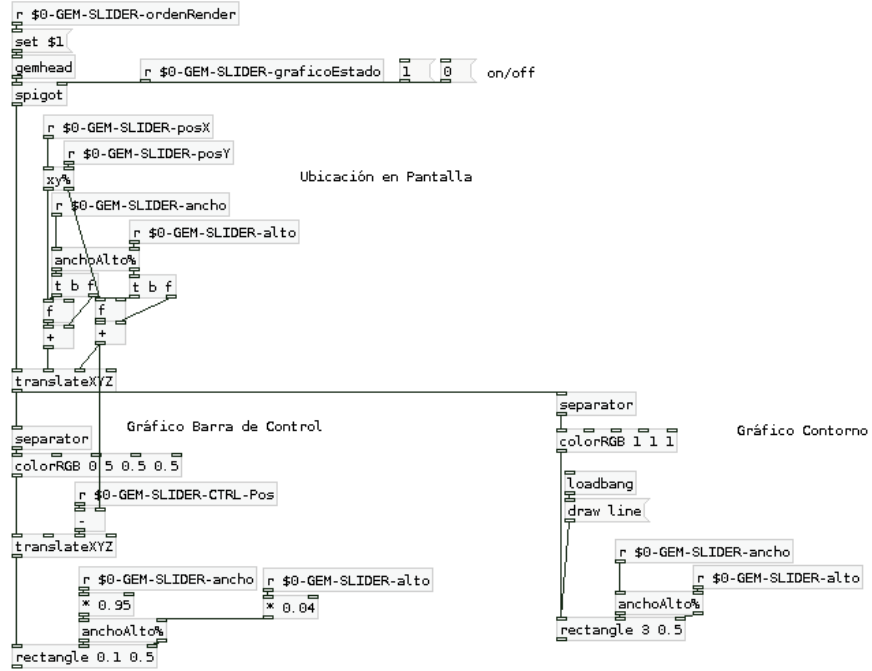 r $0-GEM-SLIDER-ordenRender
set $1
gemhead
r $0-GEM-SLIDER-graficoEstado
1
0
on/off
spigot
r $0-GEM-SLIDER-posX
r $0-GEM-SLIDER-posY
xy%
Ubicación en Pantalla
r $0-GEM-SLIDER-ancho
r $0-GEM-SLIDER-alto
anchoAlto%
t b f
t b f
f
f
+
+
translateXYZ
separator
Gráfico Barra de Control
separator
colorRGB 0.5 0.5 0.5
colorRGB 1 1 1
Gráfico Contorno
r $0-GEM-SLIDER-CTRL-Pos
-
translateXYZ
loadbang
draw line
r $0-GEM-SLIDER-ancho
r $0-GEM-SLIDER-alto
* 0.95
* 0.04
anchoAlto%
rectangle 0.1 0.5
r $0-GEM-SLIDER-ancho
r $0-GEM-SLIDER-alto
anchoAlto%
rectangle 3 0.5